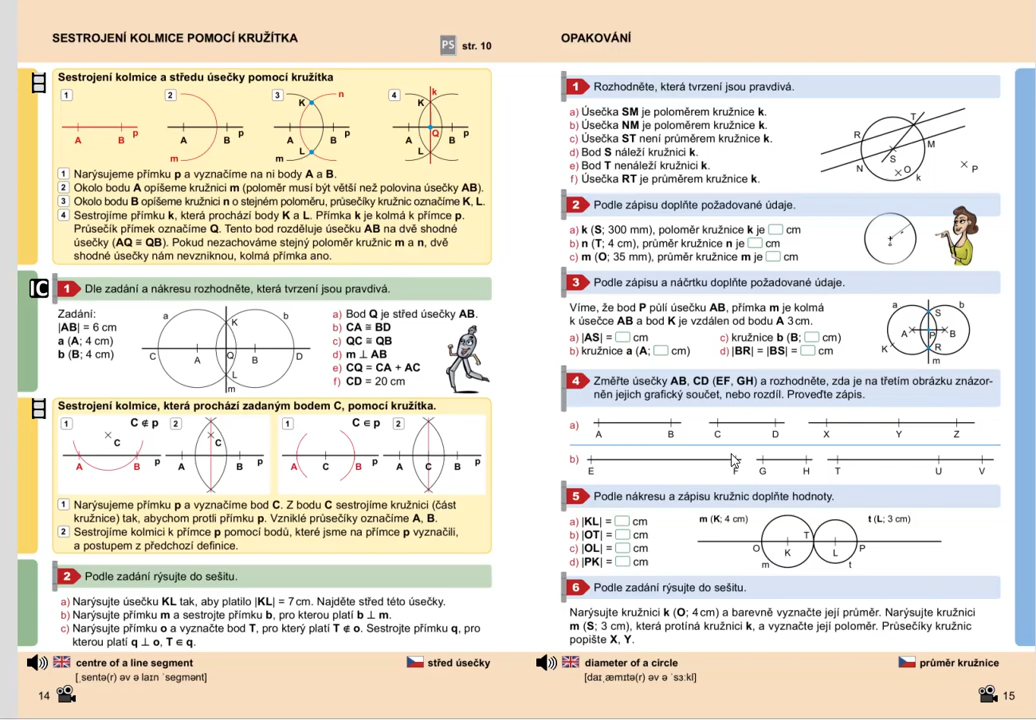 SESTROJENÍ KOLMICE POMOCÍ KRUŽÍTKA
PS str. 10
Sestrojení kolmice a středu úsečky pomocí kružítka
1 2 3 4
A B p
A B p m
K n A B p L m
k K Q A B p L
1 Narýsujeme přímku p a vyznačíme na ni body A a B.
2 Okolo bodu A opíšeme kružnici m (poloměr musí být větší než polovina úsečky AB).
3 Okolo bodu B opíšeme kružnici n o stejném poloměru, průsečíky kružnic označíme K, L.
4 Sestrojíme přímku k, která prochází body K a L. Přímka k je kolmá k přímce p.
Průsečík přímek označíme Q. Tento bod rozděluje úsečku AB na dvě shodné
úsečky (AQ ≅ QB). Pokud nezachováme stejný poloměr kružnic m a n, dvě
shodné úsečky nám nevzniknou, kolmá přímka ano.
1 Dle zadání a nákresu rozhodněte, která tvrzení jsou pravdivá.
Zadání:
|AB| = 6 cm
a (A; 4 cm)
b (B; 4 cm)
a K b
C A Q B D
L
m
a) Bod Q je střed úsečky AB.
b) CA ≅ BD
c) QC ≅ QB
d) m ⊥ AB
e) CQ = CA + AC
f) CD = 20 cm
Sestrojení kolmice, která prochází zadaným bodem C, pomocí kružítka.
1 C ∉ p 2 1 C ∈ p 2
C A B p
C A B p
A C B p
A C B p
1 Narýsujeme přímku p a vyznačíme bod C. Z bodu C sestrojíme kružnici (část
kružnice) tak, abychom protli přímku p. Vzniklé průsečíky označíme A, B.
2 Sestrojíme kolmici k přímce p pomocí bodů, které jsme na přímce p vyznačili,
a postupem z předchozí definice.
2 Podle zadání rýsujte do sešitu.
a) Narýsujte úsečku KL tak, aby platilo |KL| = 7 cm. Najděte střed této úsečky.
b) Narýsujte přímku m a sestrojte přímku b, pro kterou platí b ⊥ m.
c) Narýsujte přímku o a vyznačte bod T, pro který platí T ∉ o. Sestrojte přímku q, pro
kterou platí q ⊥ o, T ∈ q.
centre of a line segment
střed úsečky
[ˌsentə(r) əv ə laɪn ˈsegmənt]
14
OPAKOVÁNÍ
1 Rozhodněte, která tvrzení jsou pravdivá.
a) Úsečka SM je poloměrem kružnice k.
b) Úsečka NM je poloměrem kružnice k.
c) Úsečka ST není průměrem kružnice k.
d) Bod S náleží kružnici k.
e) Bod T nenáleží kružnici k.
f) Úsečka RT je průměrem kružnice k.
T
R M
S
N O P
k
2 Podle zápisu doplňte požadované údaje.
a) k (S; 300 mm), poloměr kružnice k je cm
b) n (T; 4 cm), průměr kružnice n je cm
c) m (O; 35 mm), průměr kružnice m je cm
3 Podle zápisu a náčrtku doplňte požadované údaje.
Víme, že bod P půlí úsečku AB, přímka m je kolmá
k úsečce AB a bod K je vzdálen od bodu A 3 cm.
a) |AS| = cm c) kružnice b (B; cm)
b) kružnice a (A; cm) d) |BR| = |BS| = cm
a b
S
A P B
K R
m
4 Změřte úsečky AB, CD (EF, GH) a rozhodněte, zda je na třetím obrázku znázor-
něn jejich grafický součet, nebo rozdíl. Proveďte zápis.
a) A B C D X Y Z
b) E F G H T U V
5 Podle nákresu a zápisu kružnic doplňte hodnoty.
a) |KL| = cm
b) |OT| = cm
c) |OL| = cm
d) |PK| = cm
m (K; 4 cm) t (L; 3 cm)
T
O K L P
m t
6 Podle zadání rýsujte do sešitu.
Narýsujte kružnici k (O; 4 cm) a barevně vyznačte její průměr. Narýsujte kružnici
m (S; 3 cm), která protíná kružnici k, a vyznačte její poloměr. Průsečíky kružnic
popište X, Y.
diameter of a circle
průměr kružnice
[daɪˌæmɪtə(r) əv ə ˈsɜːkl]
15